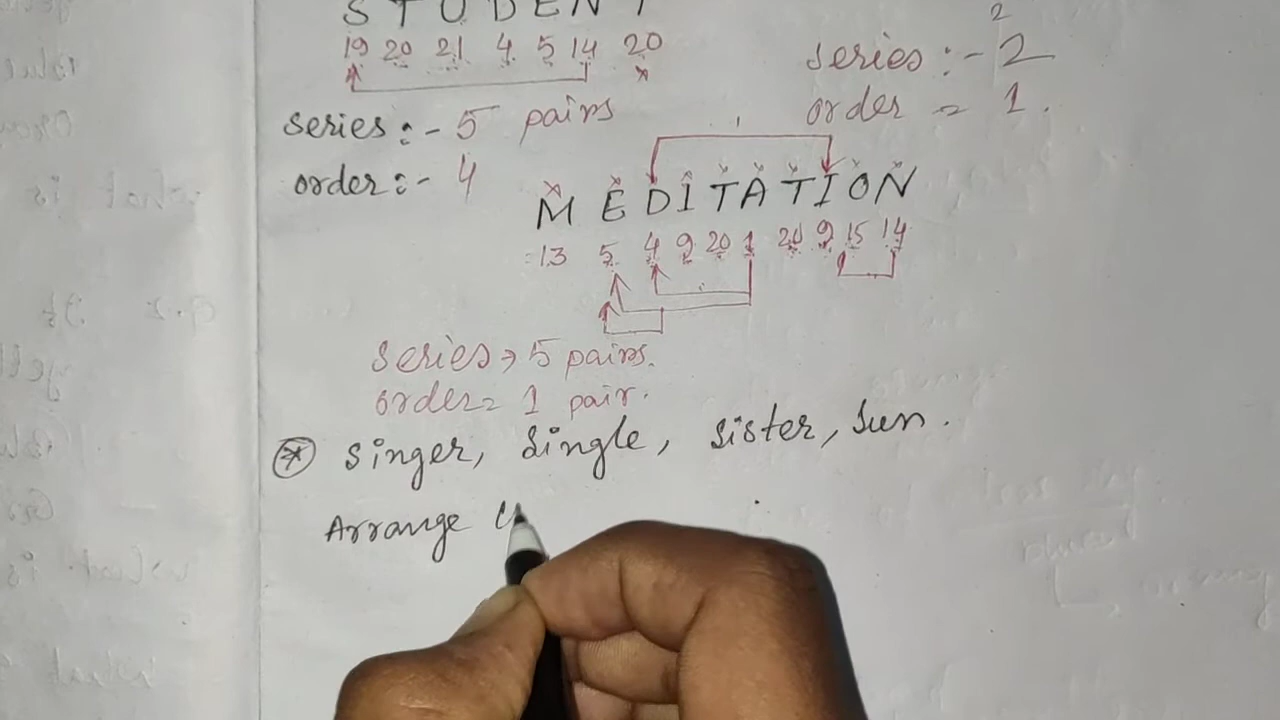 STUDENT
19 20 21 4 5 14 20
series :- 5 pairs
order :- 4
2
series :- 2
order = 1.
MEDITATION
13 5 4 9 20 1 20 9 15 14
series → 5 pairs.
order = 1 pair.
* singer, single, sister, sun.
Arrange